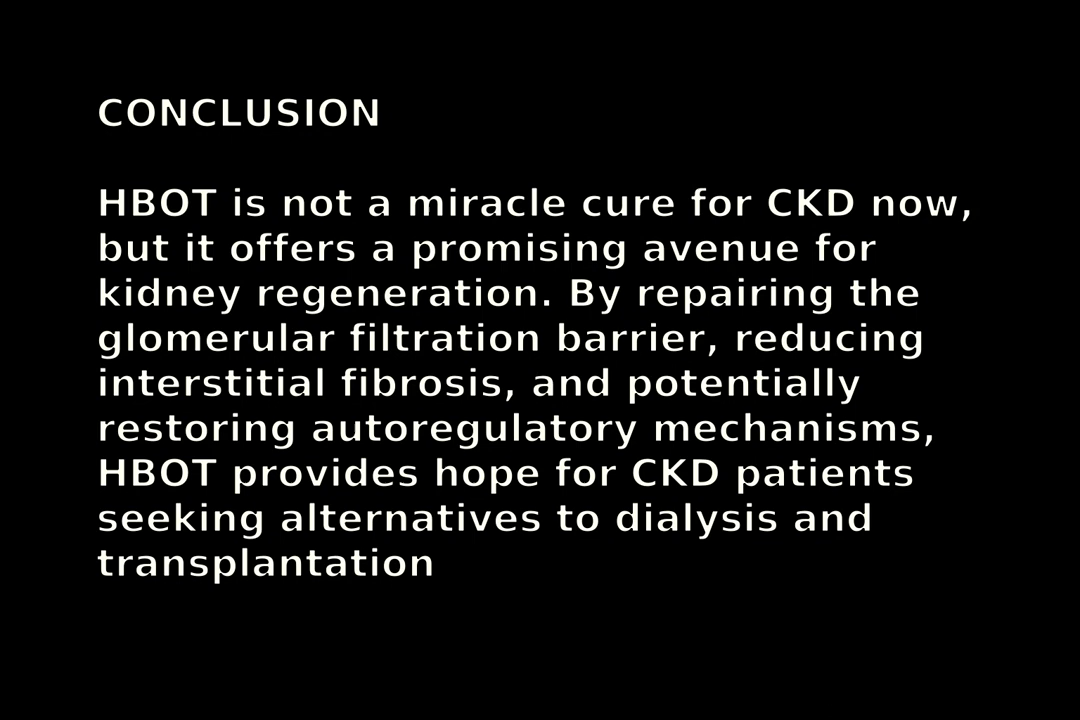 CONCLUSION
HBOT is not a miracle cure for CKD now,
but it offers a promising avenue for
kidney regeneration. By repairing the
glomerular filtration barrier, reducing
interstitial fibrosis, and potentially
restoring autoregulatory mechanisms,
HBOT provides hope for CKD patients
seeking alternatives to dialysis and
transplantation